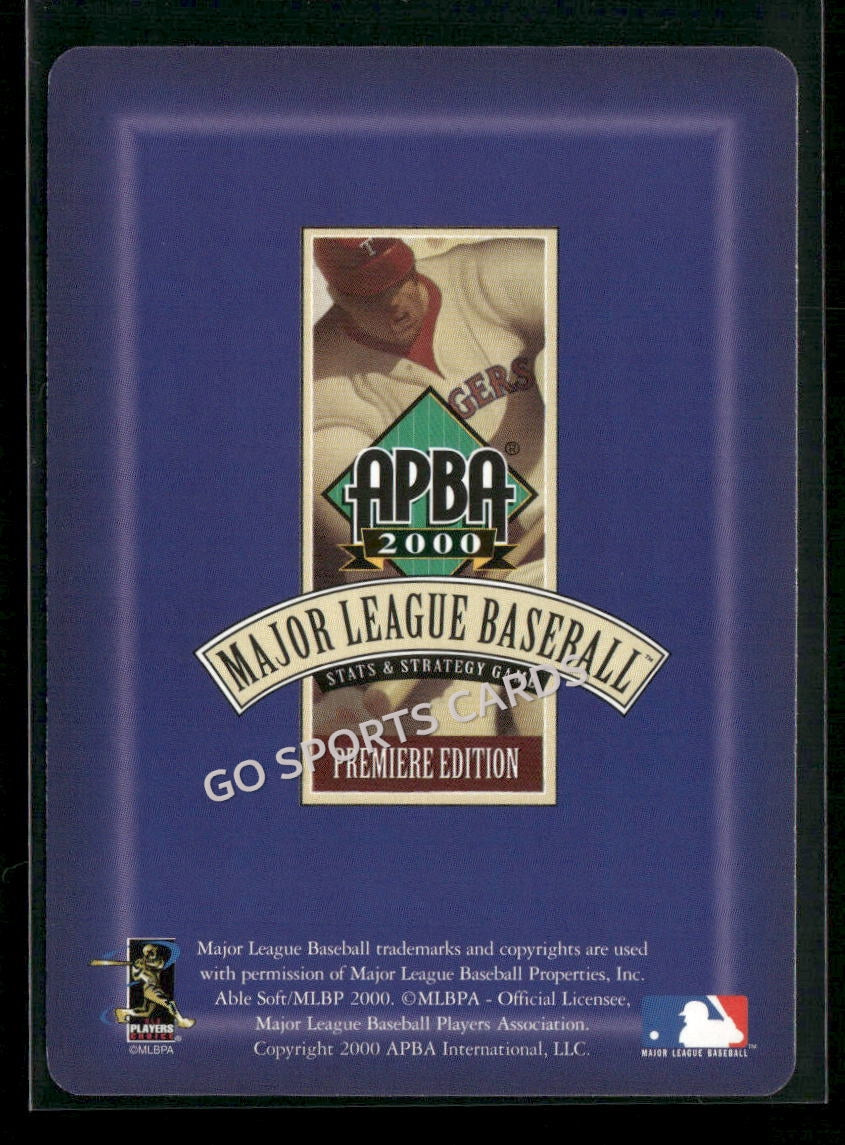 T
GERS
APBA®
2000
MAJOR LEAGUE BASEBALL™
STATS & STRATEGY GAME
GO SPORTS CARDS
PREMIERE EDITION
Major League Baseball trademarks and copyrights are used
with permission of Major League Baseball Properties, Inc.
Able Soft/MLBP 2000. ©MLBPA - Official Licensee,
Major League Baseball Players Association.
Copyright 2000 APBA International, LLC.
PLAYERS
CHOICE
©MLBPA
MAJOR LEAGUE BASEBALL™